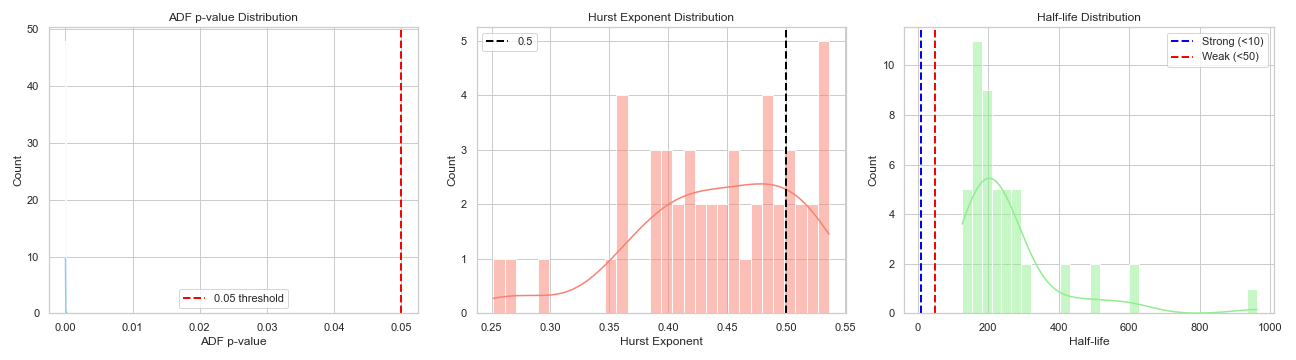 ADF p-value Distribution
50
40
30
20
10
0
Count
0.00 0.01 0.02 0.03 0.04 0.05
ADF p-value
0.05 threshold
Hurst Exponent Distribution
0.5
5
4
3
2
1
0
Count
0.25 0.30 0.35 0.40 0.45 0.50 0.55
Hurst Exponent
Half-life Distribution
Strong (<10)
Weak (<50)
10
8
6
4
2
0
Count
0 200 400 600 800 1000
Half-life